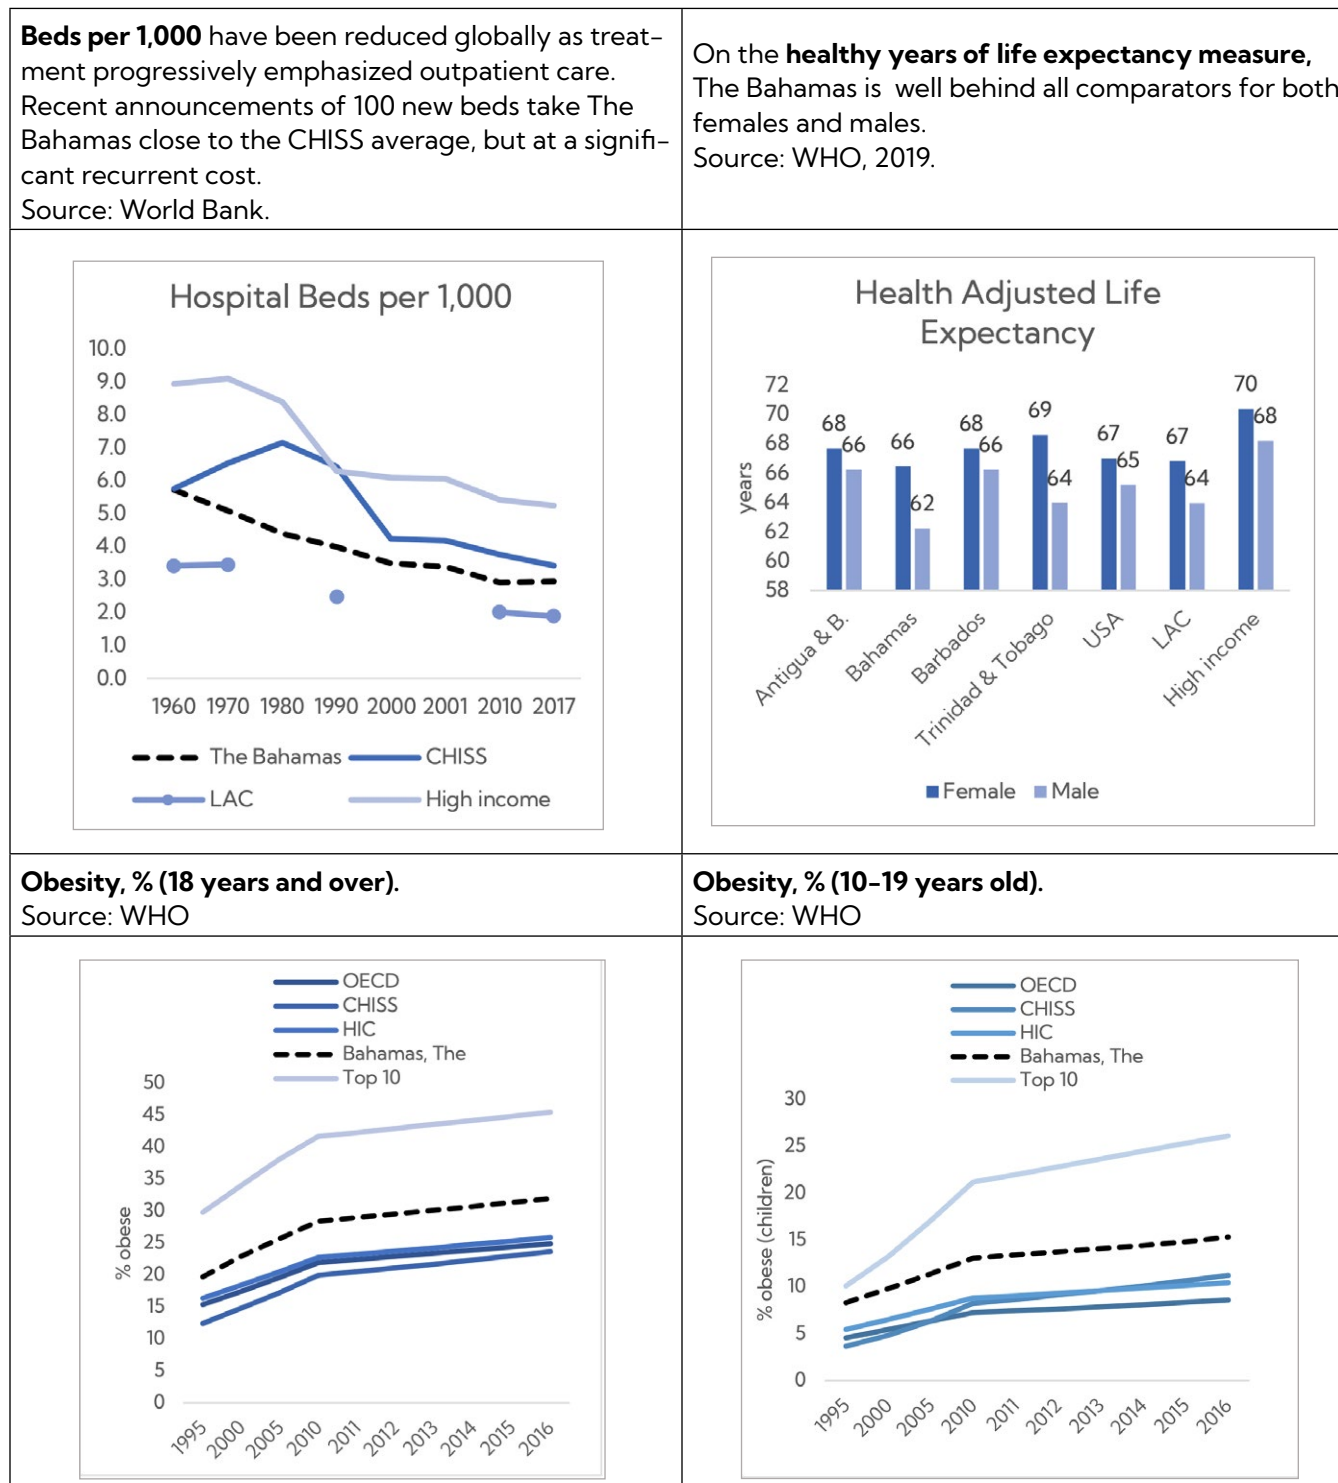 Beds per 1,000 have been reduced globally as treat-
ment progressively emphasized outpatient care.
Recent announcements of 100 new beds take The
Bahamas close to the CHISS average, but at a signifi-
cant recurrent cost.
Source: World Bank.
On the healthy years of life expectancy measure,
The Bahamas is well behind all comparators for both
females and males.
Source: WHO, 2019.
Hospital Beds per 1,000
10.0
9.0
8.0
7.0
6.0
5.0
4.0
3.0
2.0
1.0
0.0
1960 1970 1980 1990 2000 2001 2010 2017
The Bahamas CHISS
LAC High income
Health Adjusted Life
Expectancy
years
72
70
68
66
64
62
60
58
68 66 66 62 68 66 69 64 67 65 67 64 70 68
Antigua & B. Bahamas Barbados Trinidad & Tobago USA LAC High income
Female Male
Obesity, % (18 years and over).
Source: WHO
Obesity, % (10-19 years old).
Source: WHO
OECD
CHISS
HIC
Bahamas, The
Top 10
% obese
50
45
40
35
30
25
20
15
10
5
0
1995 2000 2005 2010 2011 2012 2013 2014 2015 2016
OECD
CHISS
HIC
Bahamas, The
Top 10
% obese (children)
30
25
20
15
10
5
0
1995 2000 2005 2010 2011 2012 2013 2014 2015 2016